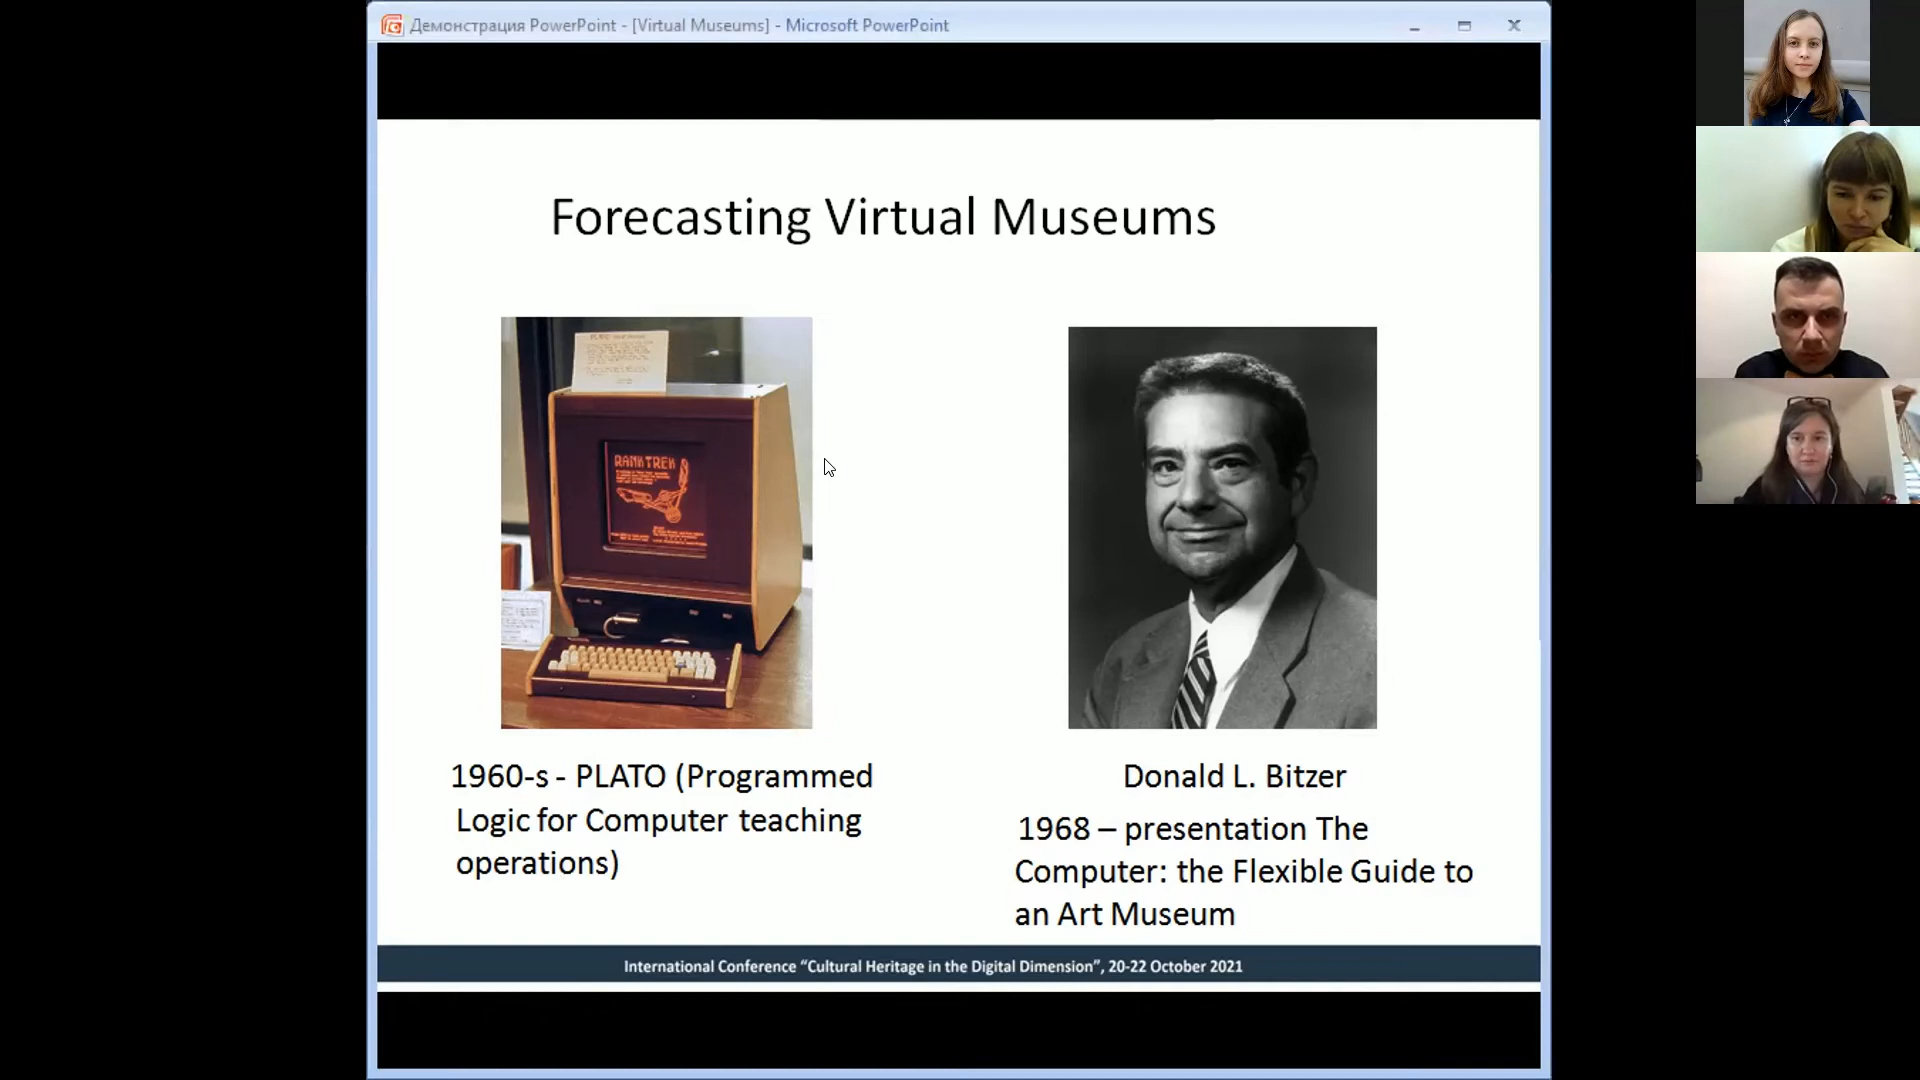 Демонстрация PowerPoint - [Virtual Museums] - Microsoft PowerPoint
Forecasting Virtual Museums
1960-s - PLATO (Programmed
Logic for Computer teaching
operations)
Donald L. Bitzer
1968 – presentation The
Computer: the Flexible Guide to
an Art Museum
International Conference “Cultural Heritage in the Digital Dimension”, 20-22 October 2021